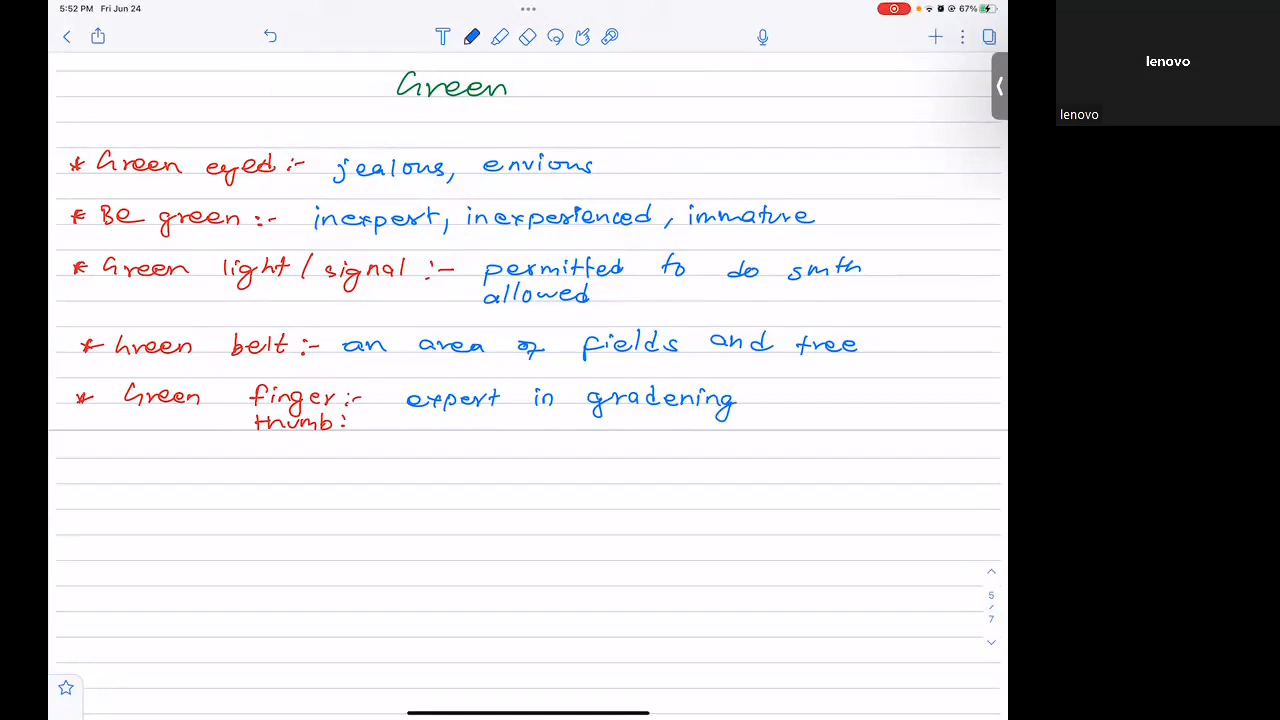 5:52 PM Fri Jun 24
67%
lenovo
Green
lenovo
* Green eyed :- jealous, envious
* Be green :- inexpert, inexperienced, immature
* Green light / signal :- permitted to do smth
allowed
* Green belt :- an area of fields and tree
* Green finger :- expert in gradening
thumb :
5
/
7